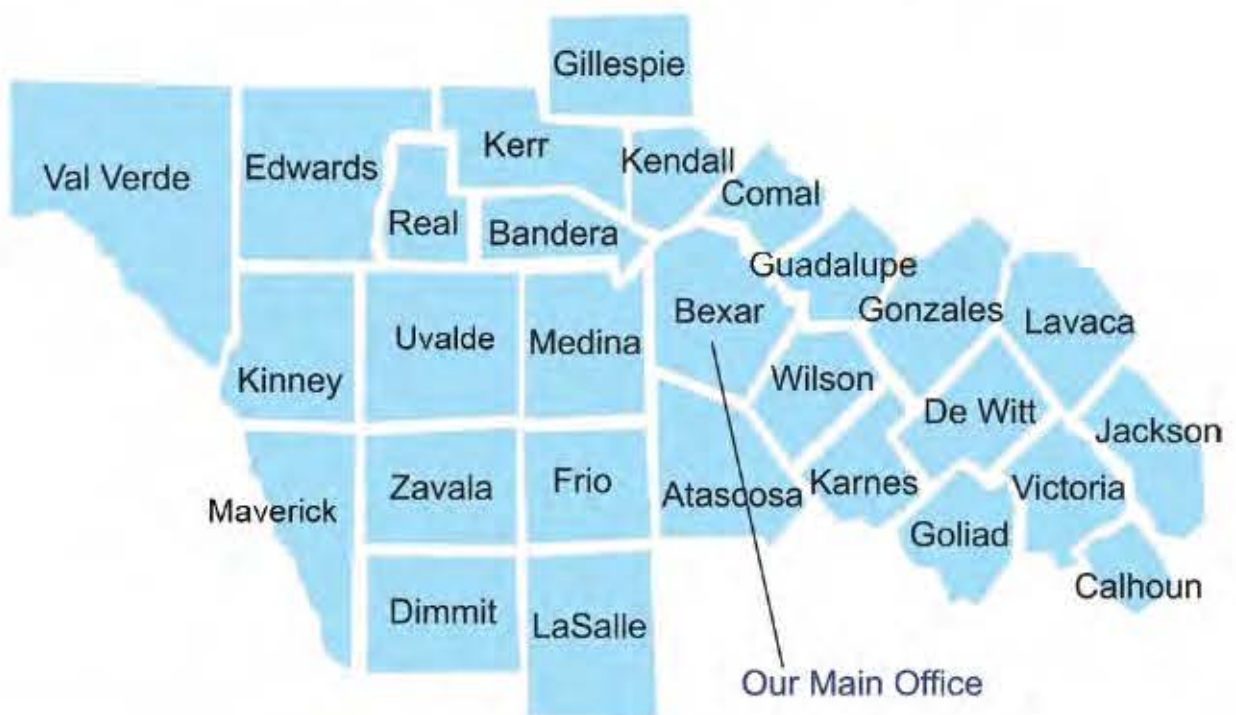 Gillespie
Kerr
Kendall
Edwards
Val Verde
Comal
Real
Bandera
Guadalupe
Bexar
Gonzales
Lavaca
Uvalde
Medina
Kinney
Wilson
De Witt
Jackson
Zavala
Frio
Atascosa
Karnes
Victoria
Maverick
Goliad
Calhoun
Dimmit
LaSalle
Our Main Office